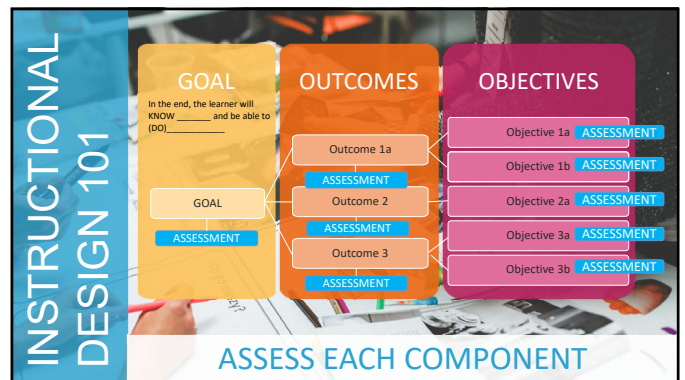 INSTRUCTIONAL
DESIGN 101
GOAL
In the end, the learner will
KNOW _______ and be able to
(DO)_____________
GOAL
ASSESSMENT
OUTCOMES
Outcome 1a
ASSESSMENT
Outcome 2
ASSESSMENT
Outcome 3
ASSESSMENT
OBJECTIVES
Objective 1a ASSESSMENT
Objective 1b ASSESSMENT
Objective 2a ASSESSMENT
Objective 3a ASSESSMENT
Objective 3b ASSESSMENT
ASSESS EACH COMPONENT